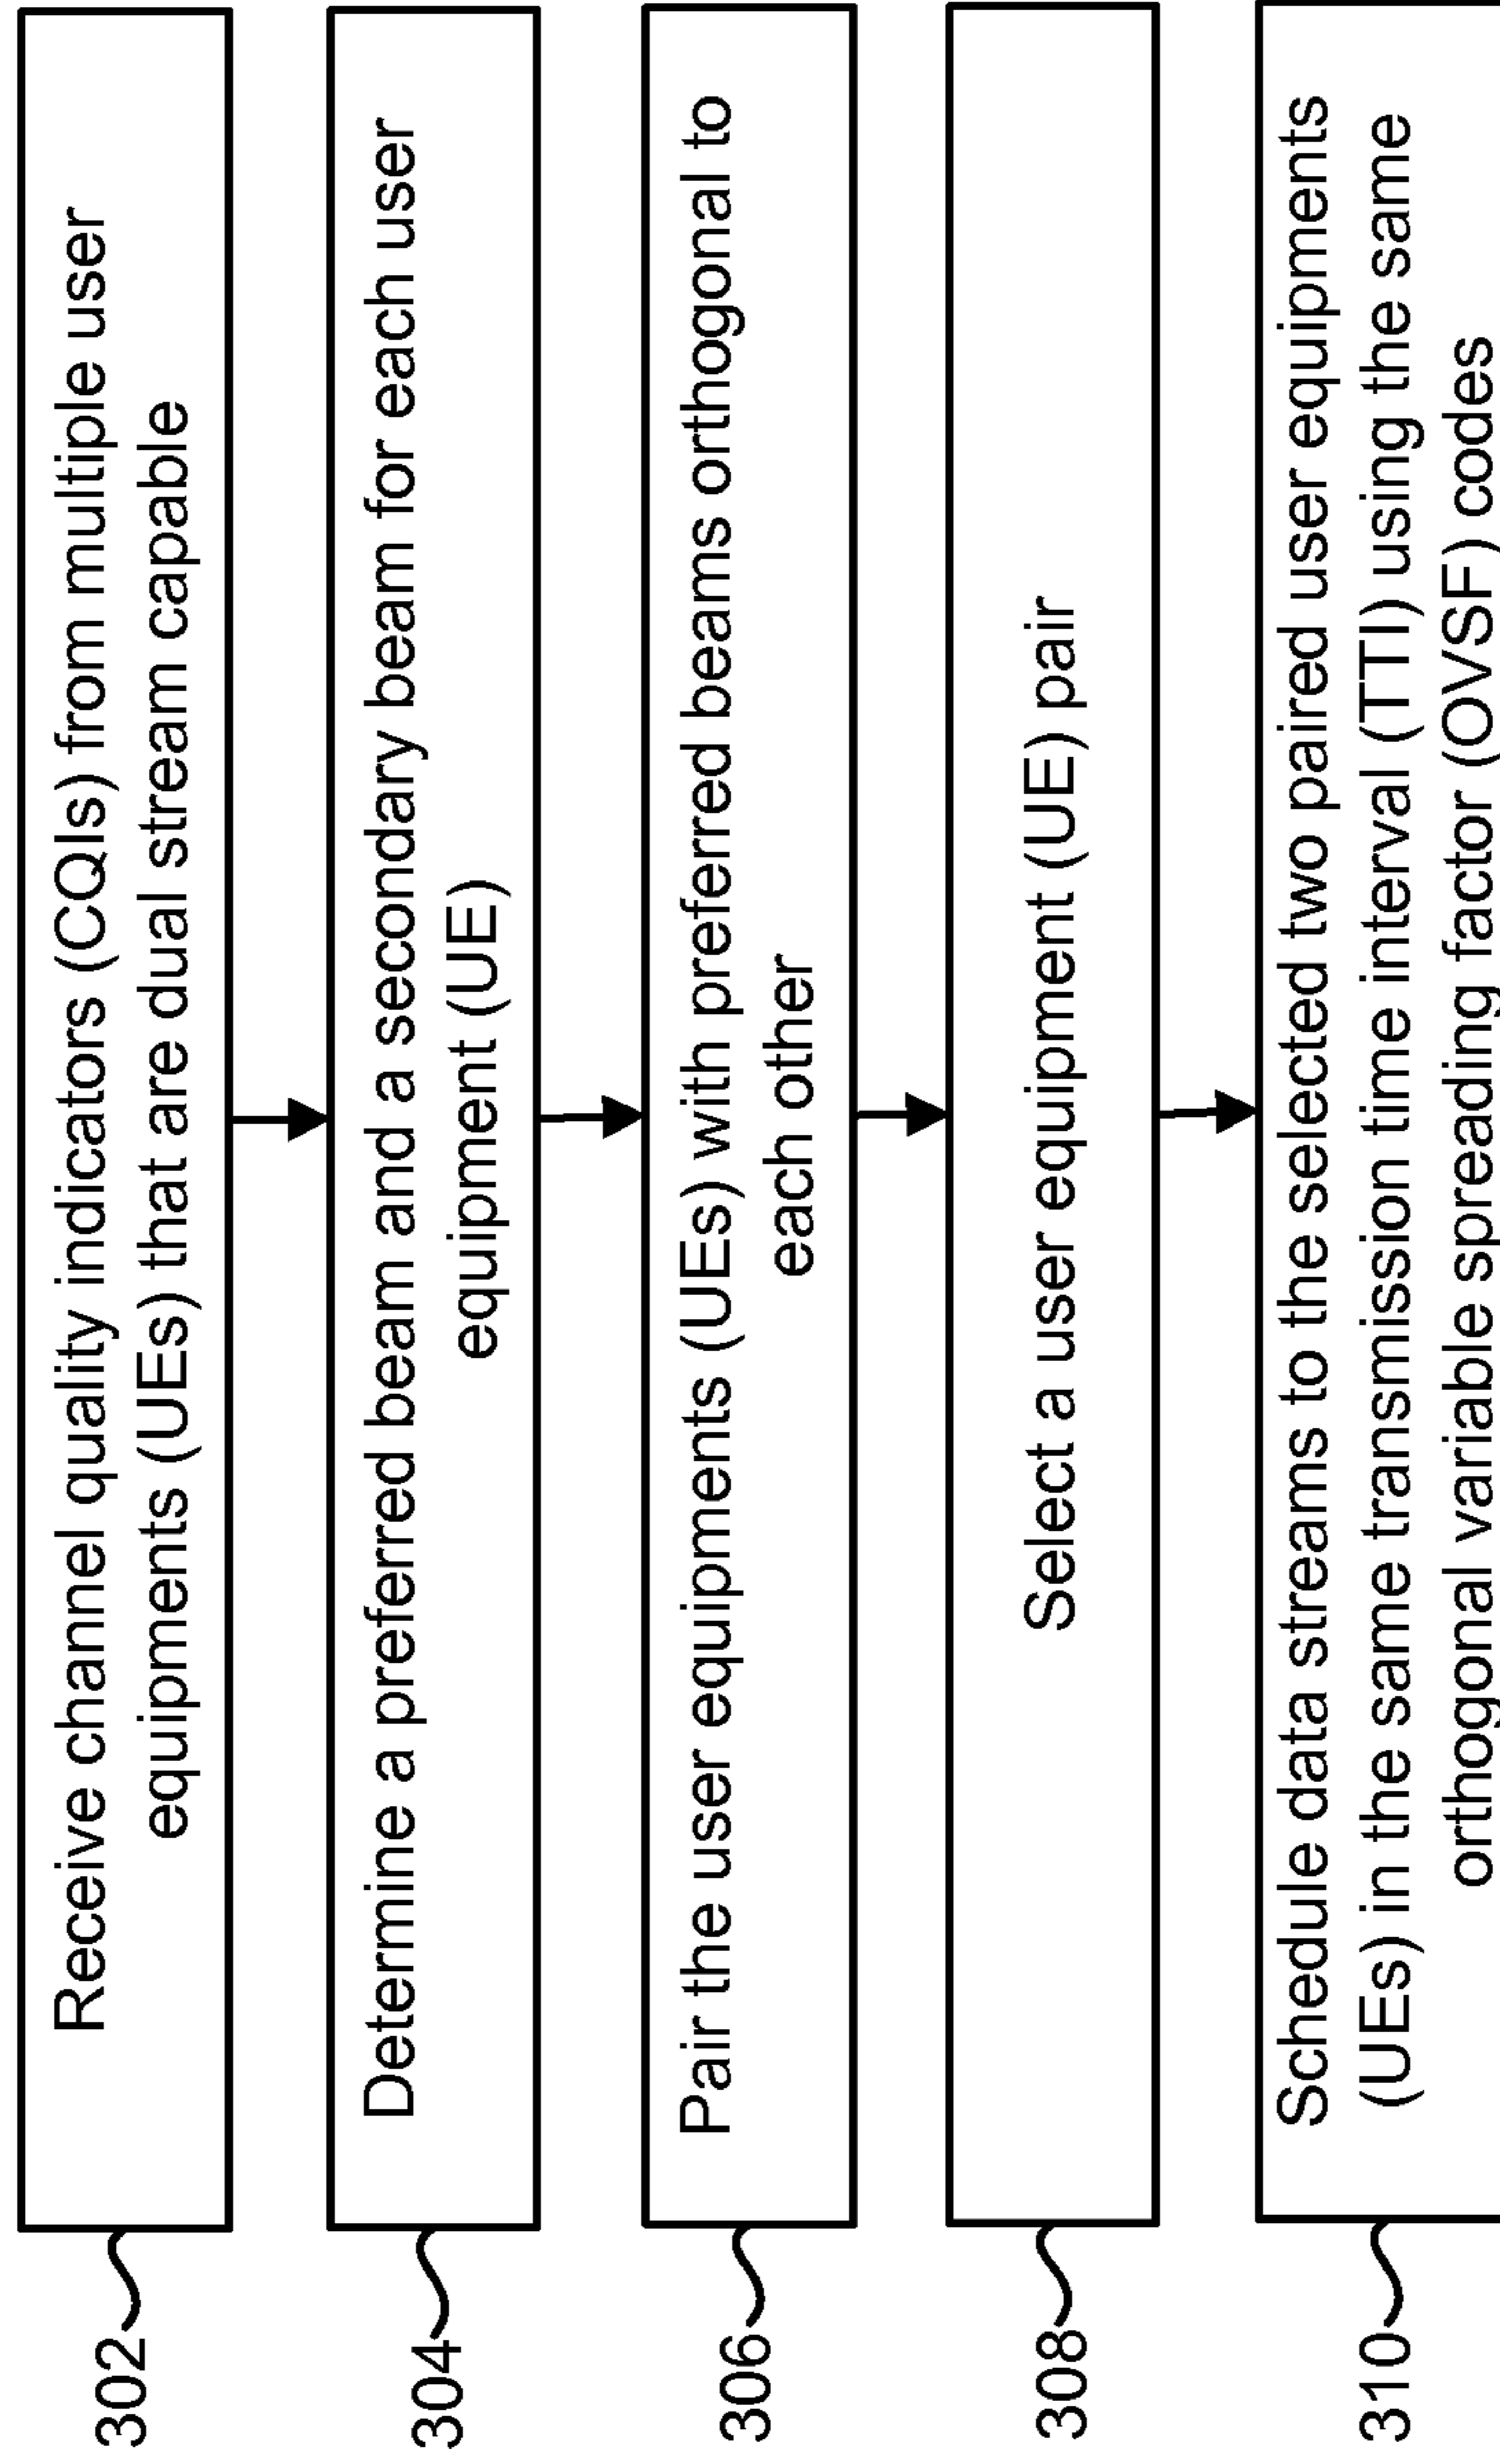 302
Receive channel quality indicators (CQIs) from multiple user
equipments (UEs) that are dual stream capable
304
Determine a preferred beam and a secondary beam for each user
equipment (UE)
306
Pair the user equipments (UEs) with preferred beams orthogonal to
each other
308
Select a user equipment (UE) pair
310
Schedule data streams to the selected two paired user equipments
(UEs) in the same transmission time interval (TTI) using the same
orthogonal variable spreading factor (OVSF) codes